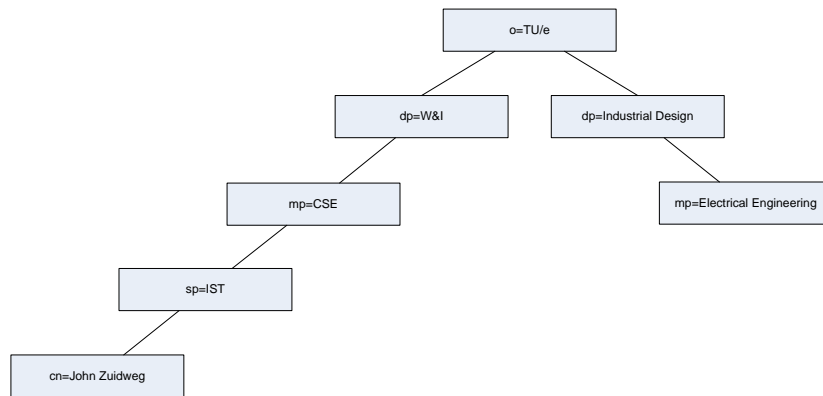 o=TU/e
dp=W&I
dp=Industrial Design
mp=CSE
mp=Electrical Engineering
sp=IST
cn=John Zuidweg